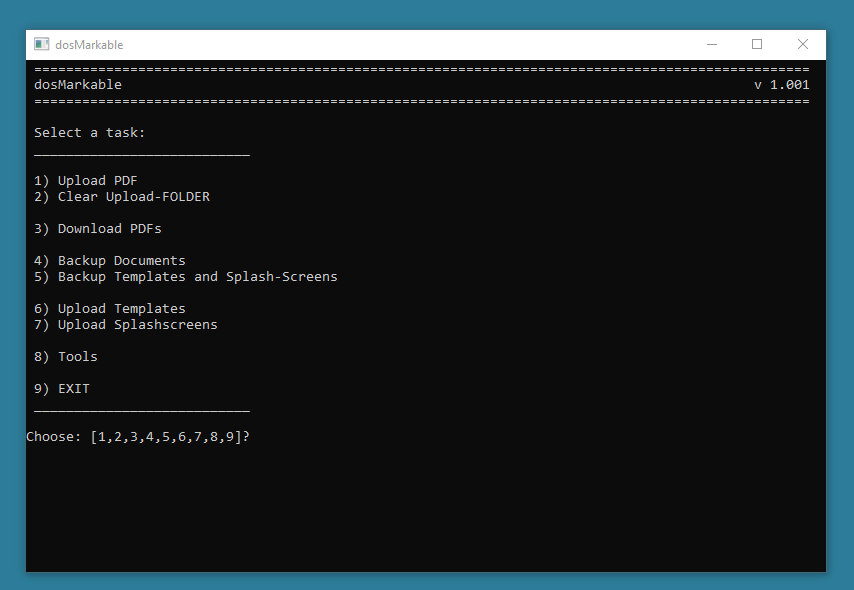 dosMarkable
=================================================================================================
dosMarkable v 1.001
=================================================================================================
Select a task:
___________________________
1) Upload PDF
2) Clear Upload-FOLDER
3) Download PDFs
4) Backup Documents
5) Backup Templates and Splash-Screens
6) Upload Templates
7) Upload Splashscreens
8) Tools
9) EXIT
___________________________
Choose: [1,2,3,4,5,6,7,8,9]?